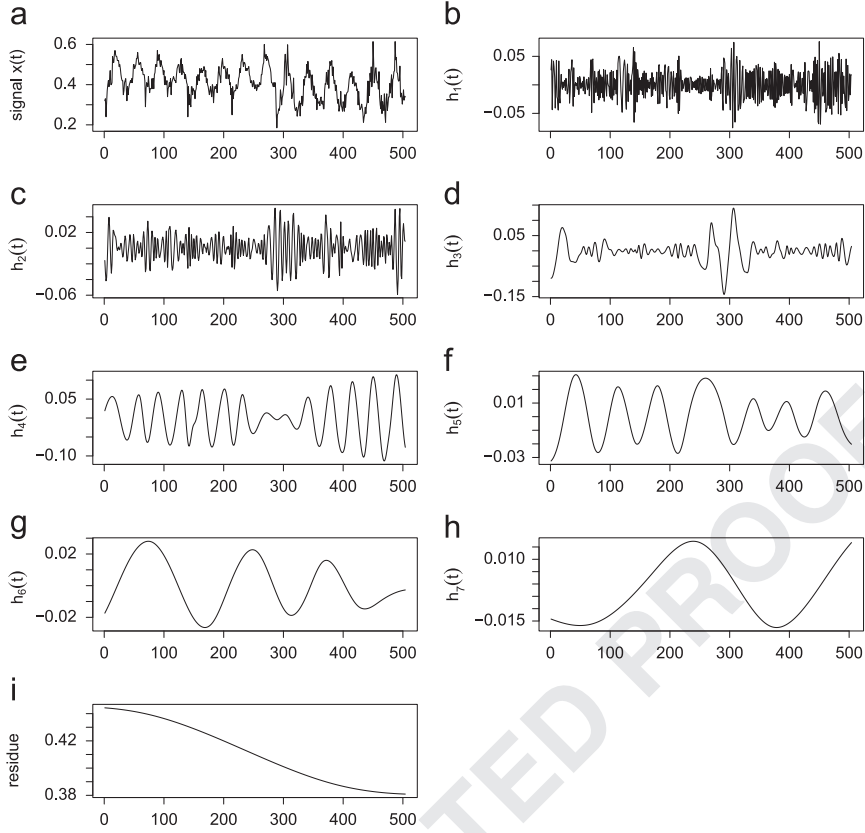 a
signal x(t)
0.6
0.4
0.2
0 100 200 300 400 500
b
h1(t)
0.05
−0.05
0 100 200 300 400 500
c
h2(t)
0.02
−0.06
0 100 200 300 400 500
d
h3(t)
0.05
−0.15
0 100 200 300 400 500
e
h4(t)
0.05
−0.10
0 100 200 300 400 500
f
h5(t)
0.01
−0.03
0 100 200 300 400 500
g
h6(t)
0.02
−0.02
0 100 200 300 400 500
h
h7(t)
0.010
−0.015
0 100 200 300 400 500
i
residue
0.42
0.38
0 100 200 300 400 500
TED PROOF